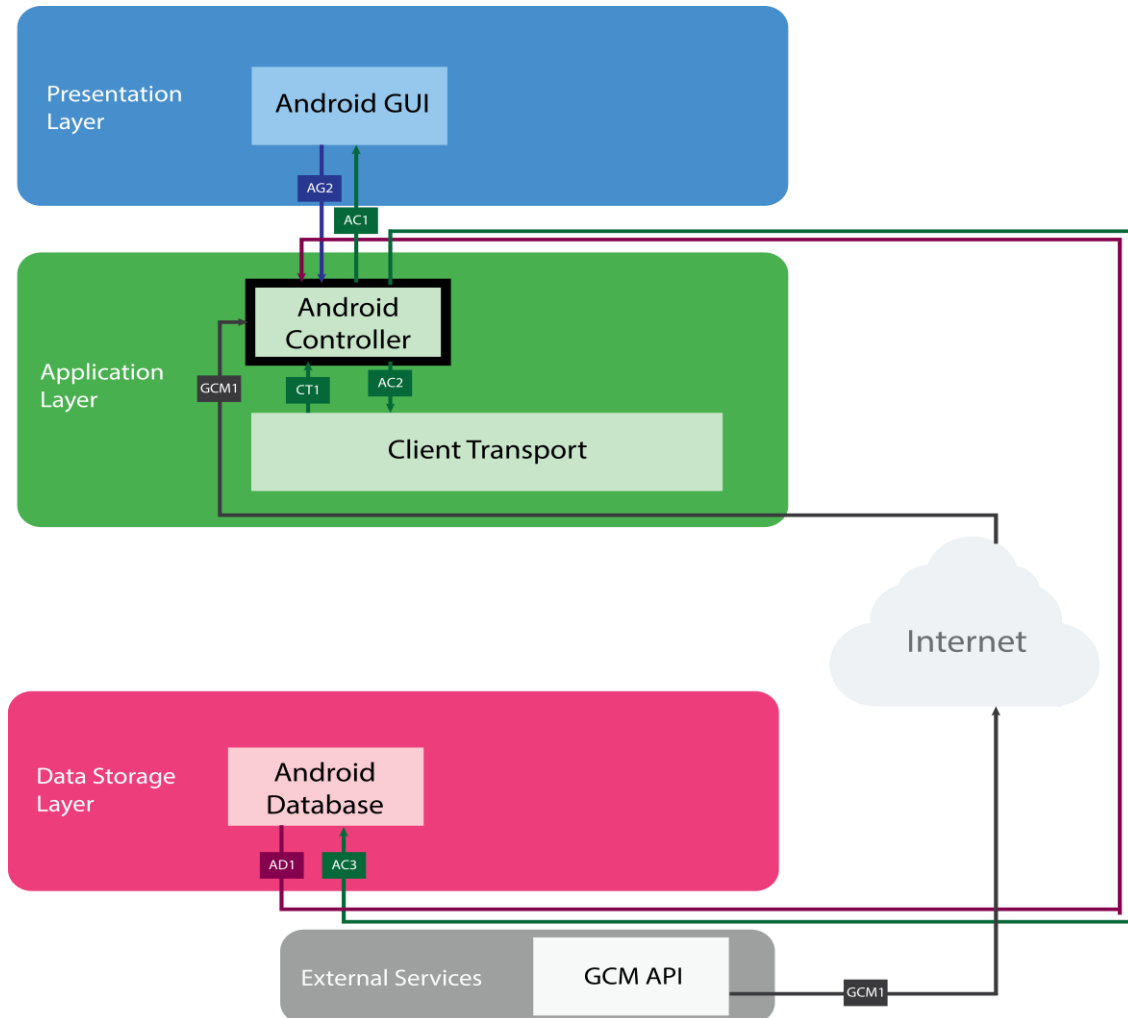 Presentation
Layer
Android GUI
AG2
AC1
Android
Controller
Application
Layer
GCM1
CT1
AC2
Client Transport
Internet
Data Storage
Layer
Android
Database
AD1
AC3
External Services
GCM API
GCM1